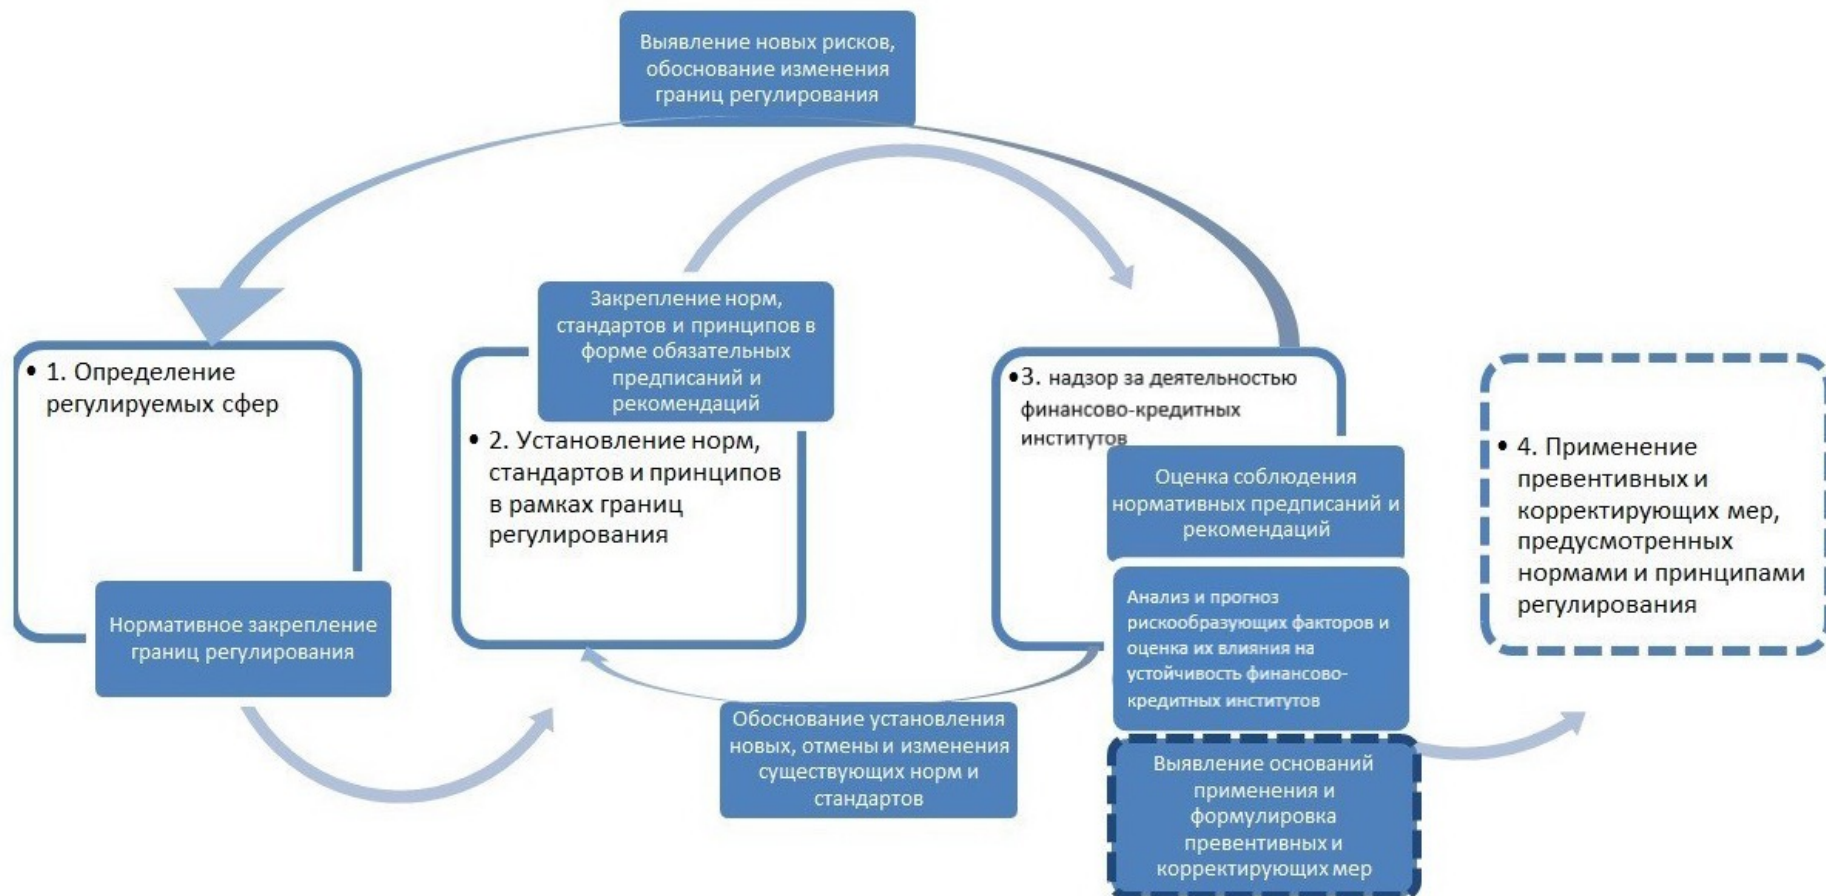 Выявление новых рисков,
обоснование изменения
границ регулирования
• 1. Определение
регулируемых сфер
Нормативное закрепление
границ регулирования
Закрепление норм,
стандартов и принципов в
форме обязательных
предписаний и
рекомендаций
• 2. Установление норм,
стандартов и принципов
в рамках границ
регулирования
Обоснование установления
новых, отмены и изменения
существующих норм и
стандартов
•3. надзор за деятельностью
финансово-кредитных
институтов
Оценка соблюдения
нормативных предписаний и
рекомендаций
Анализ и прогноз
рискообразующих факторов и
оценка их влияния на
устойчивость финансово-
кредитных институтов
Выявление оснований
применения и
формулировка
превентивных и
корректирующих мер
• 4. Применение
превентивных и
корректирующих мер,
предусмотренных
нормами и принципами
регулирования